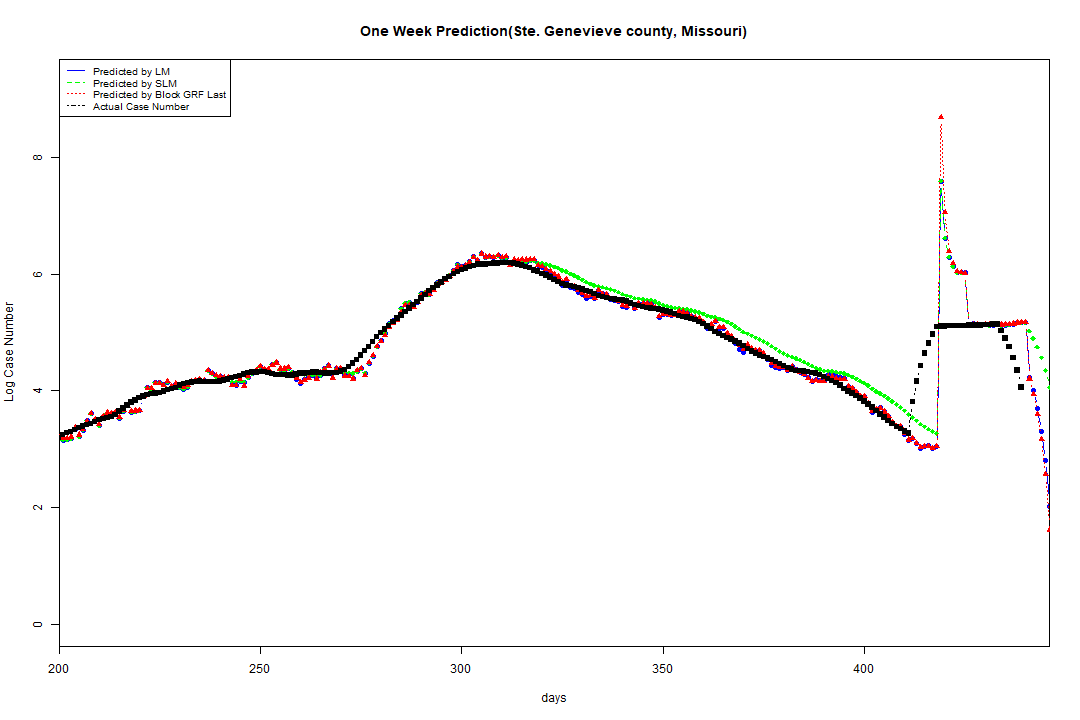 One Week Prediction(Ste. Genevieve county, Missouri)
Predicted by LM
Predicted by SLM
Predicted by Block GRF Last
Actual Case Number
Log Case Number
8
6
4
2
0
200 250 300 350 400
days